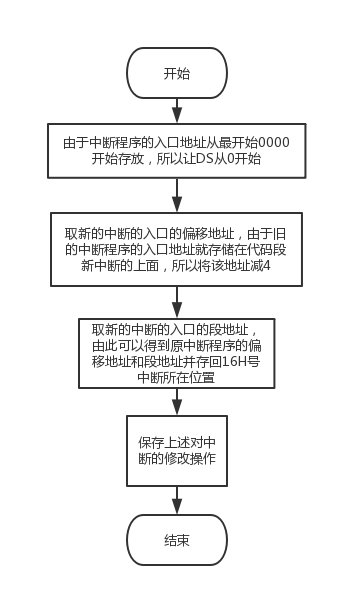 开始
由于中断程序的入口地址从最开始0000
开始存放，所以让DS从0开始
取新的中断的入口的偏移地址，由于旧
的中断程序的入口地址就存储在代码段
新中断的上面，所以将该地址减4
取新的中断的入口的段地址，
由此可以得到原中断程序的偏
移地址和段地址并存回16H号
中断所在位置
保存上述对中
断的修改操作
结束